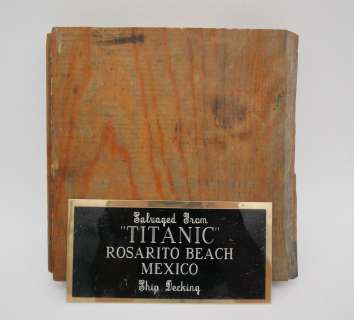 Salvaged From
"TITANIC"
ROSARITO BEACH
MEXICO
Ship Decking